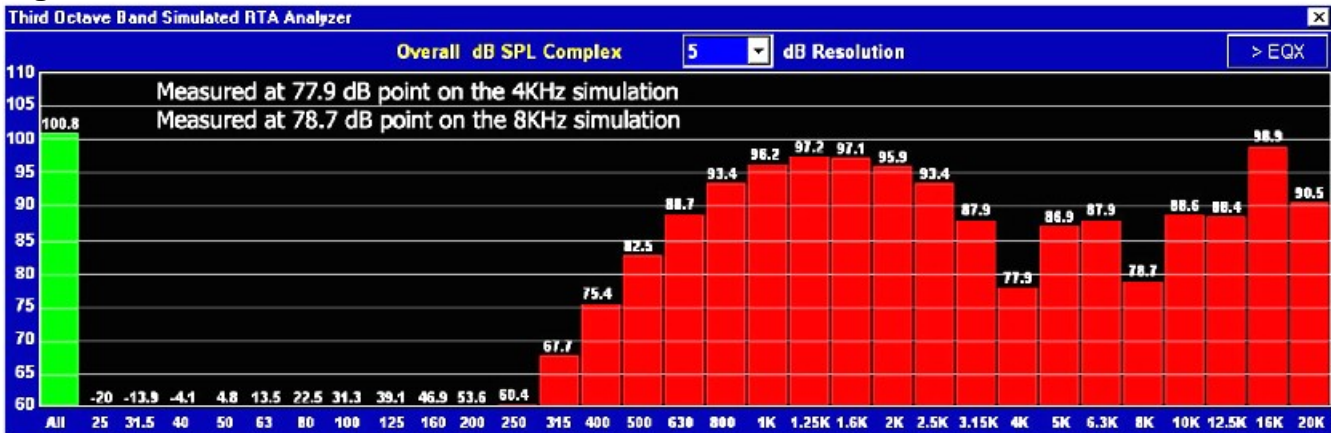 Third Octave Band Simulated RTA Analyzer
Overall dB SPL Complex 5 dB Resolution > EQX
110
Measured at 77.9 dB point on the 4KHz simulation
105
Measured at 78.7 dB point on the 8KHz simulation
100.8
100
98.9
96.2 97.2 97.1 95.9
95
93.4 93.4
90.5
90
88.7 87.9 86.9 87.9 88.6 88.4
85
82.5
80
77.9 78.7
75
75.4
70
67.7
65
-20 -13.9 -4.1 4.8 13.5 22.5 31.3 39.1 46.9 53.6 60.4
60
All 25 31.5 40 50 63 80 100 125 160 200 250 315 400 500 630 800 1K 1.25K 1.6K 2K 2.5K 3.15K 4K 5K 6.3K 8K 10K 12.5K 16K 20K